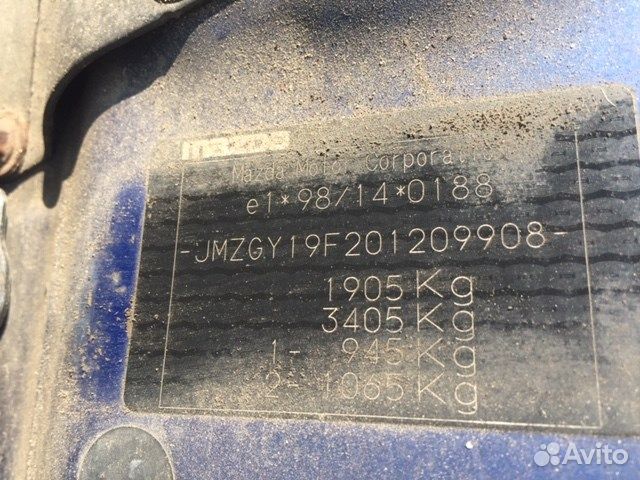 mazda
Mazda Motor Corporation
e1*98/14*0188
-JMZGY19F201209908-
1905 Kg
3405 Kg
1- 945 Kg
2- 1065 Kg
Avito